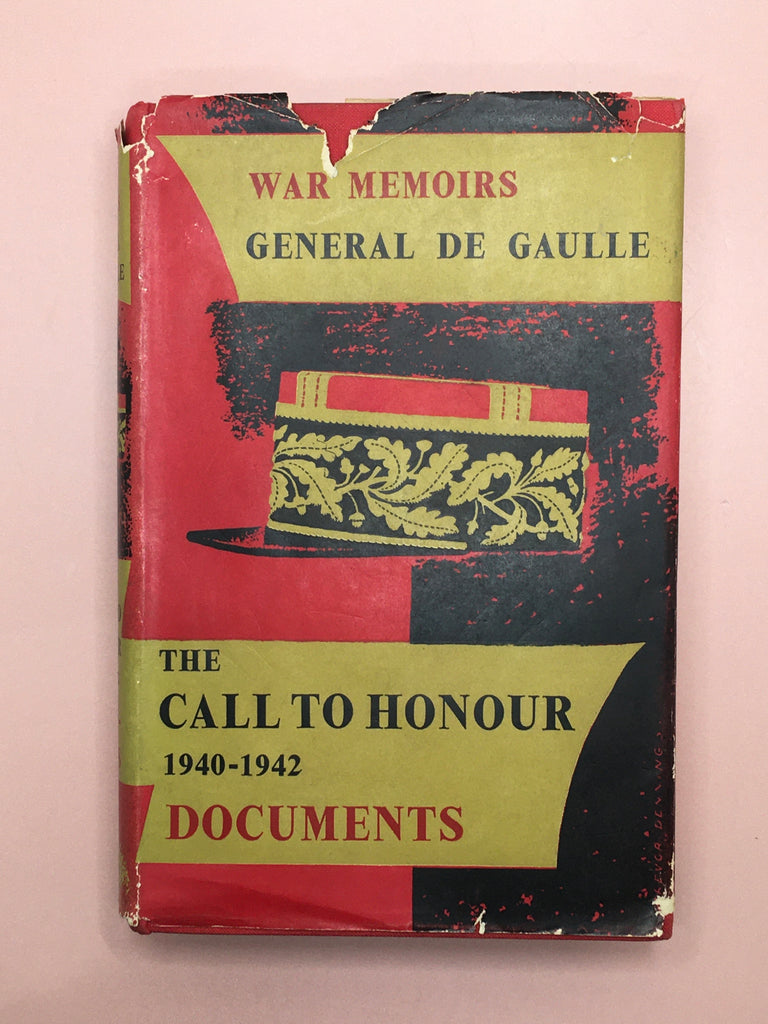 WAR MEMOIRS
GENERAL DE GAULLE
THE
CALL TO HONOUR
1940-1942
DOCUMENTS